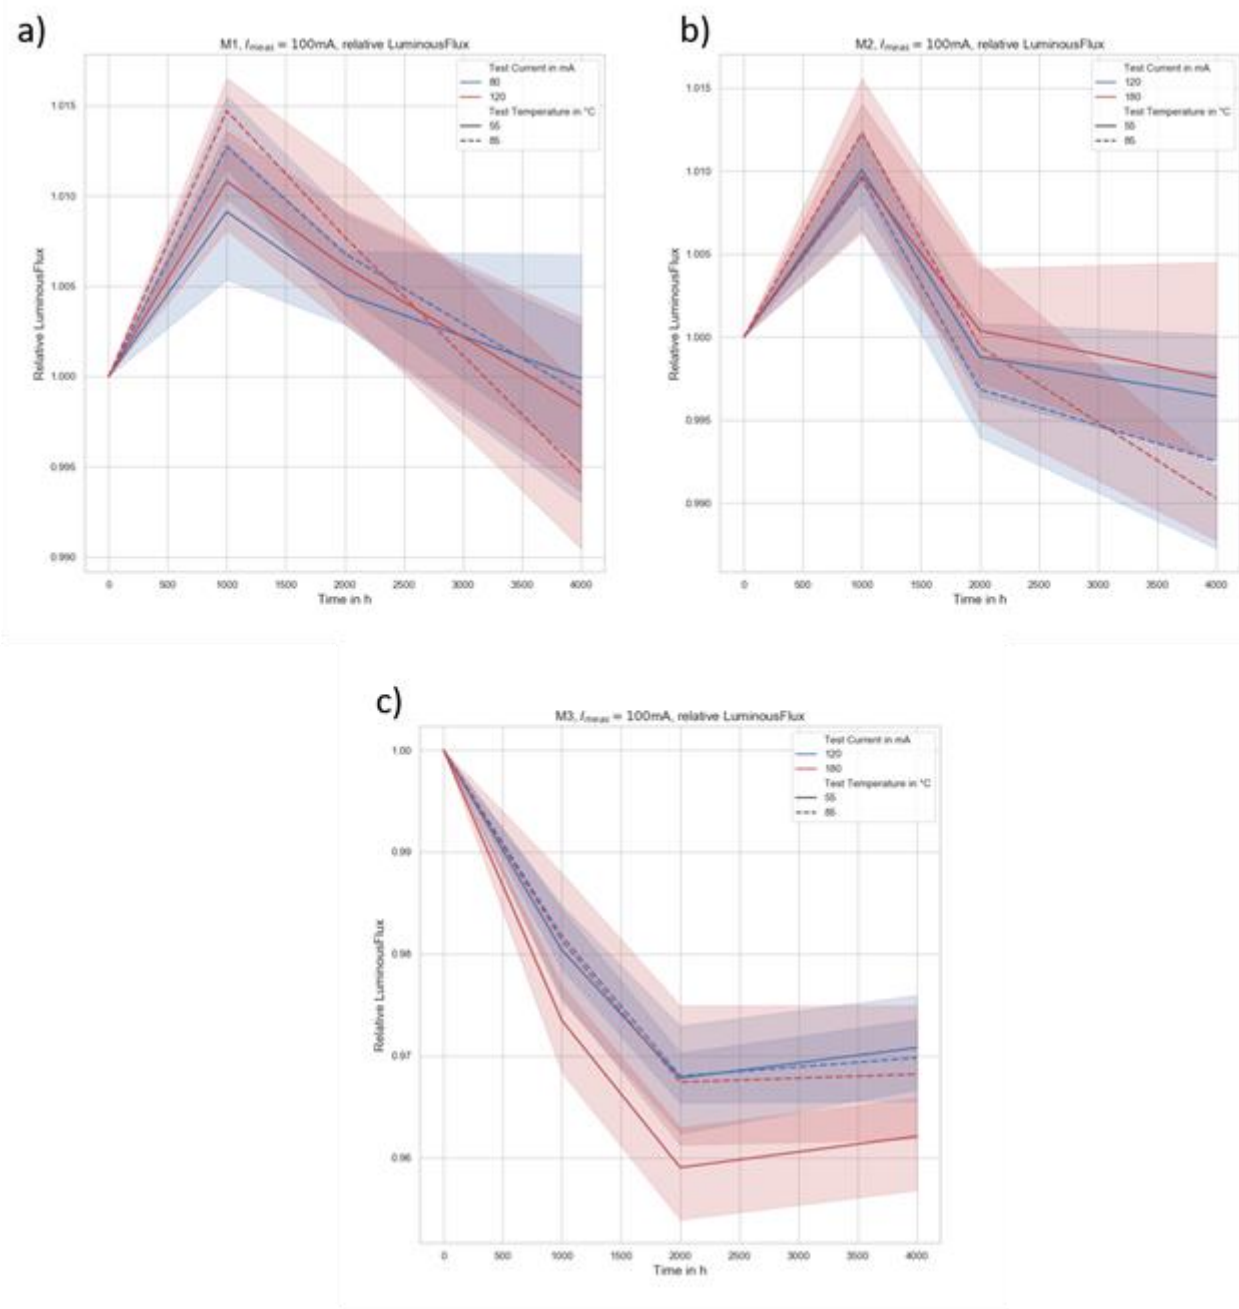 a)
M1, Imeas = 100mA, relative LuminousFlux
Test Current in mA
80
120
Test Temperature in °C
55
85
1.015
1.010
1.005
1.000
0.995
0.990
Relative LuminousFlux
0 500 1000 1500 2000 2500 3000 3500 4000
Time in h
b)
M2, Imeas = 100mA, relative LuminousFlux
Test Current in mA
120
180
Test Temperature in °C
55
85
1.015
1.010
1.005
1.000
0.995
0.990
Relative LuminousFlux
0 500 1000 1500 2000 2500 3000 3500 4000
Time in h
c)
M3, Imeas = 100mA, relative LuminousFlux
Test Current in mA
120
180
Test Temperature in °C
55
85
1.00
0.99
0.98
0.97
0.96
Relative LuminousFlux
0 500 1000 1500 2000 2500 3000 3500 4000
Time in h